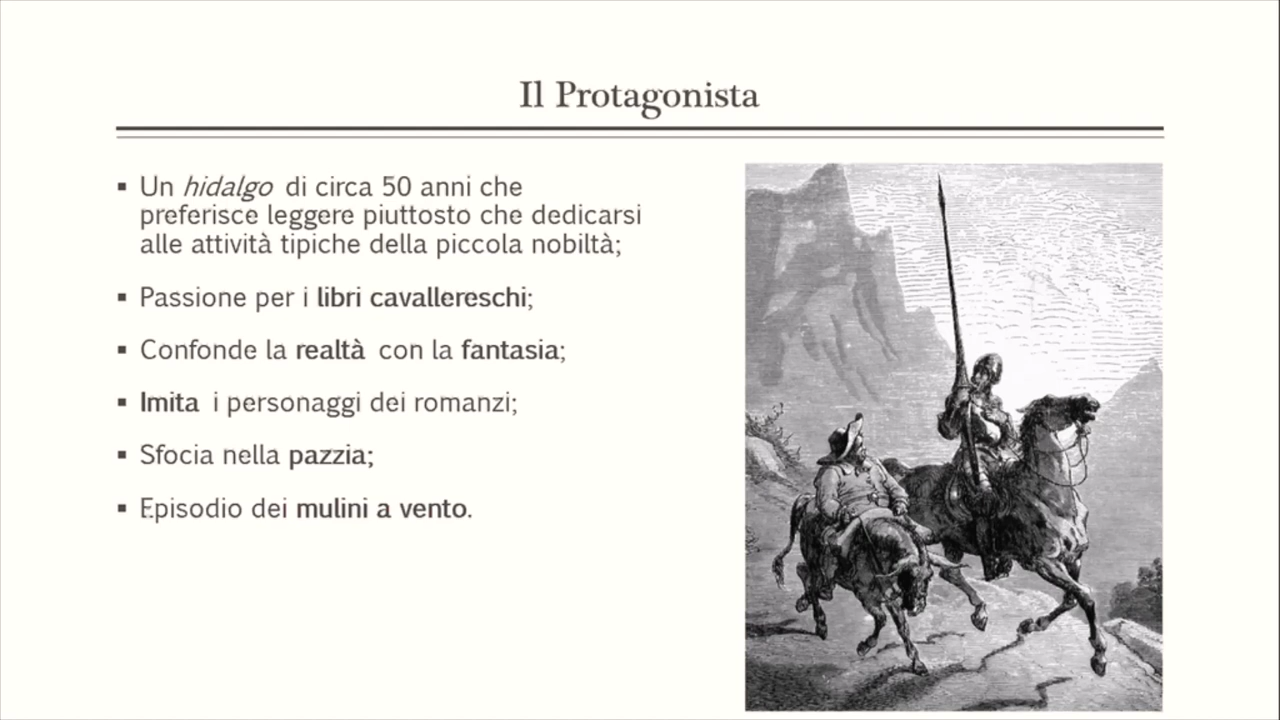 Il Protagonista
▪ Un hidalgo di circa 50 anni che
preferisce leggere piuttosto che dedicarsi
alle attività tipiche della piccola nobiltà;
▪ Passione per i libri cavallereschi;
▪ Confonde la realtà con la fantasia;
▪ Imita i personaggi dei romanzi;
▪ Sfocia nella pazzia;
▪ Episodio dei mulini a vento.